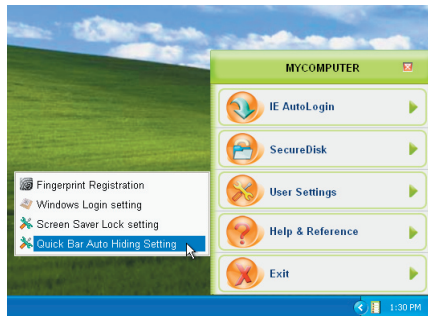 MYCOMPUTER
IE AutoLogin
SecureDisk
User Settings
Help & Reference
Exit
Fingerprint Registration
Windows Login setting
Screen Saver Lock setting
Quick Bar Auto Hiding Setting
1:30 PM